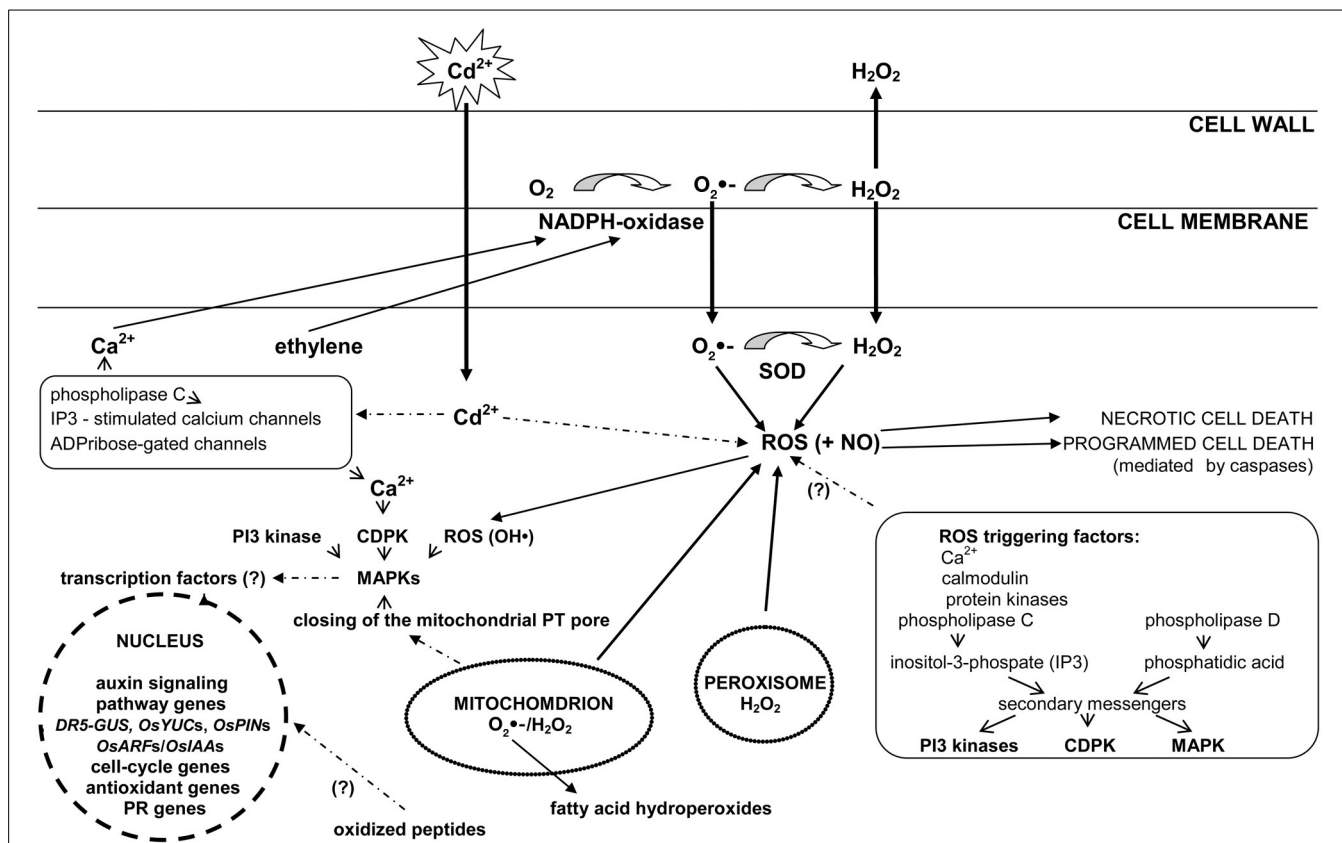 Cd²⁺
H₂O₂
CELL WALL
O₂
O₂•-
H₂O₂
NADPH-oxidase
CELL MEMBRANE
Ca²⁺
ethylene
O₂•-
H₂O₂
SOD
phospholipase C
IP3 - stimulated calcium channels
ADPribose-gated channels
Cd²⁺
ROS (+ NO)
NECROTIC CELL DEATH
PROGRAMMED CELL DEATH
(mediated by caspases)
(?)
Ca²⁺
PI3 kinase
CDPK
ROS (OH•)
transcription factors (?)
MAPKs
closing of the mitochondrial PT pore
NUCLEUS
auxin signaling
pathway genes
DR5-GUS, OsYUCs, OsPINs
OsARFs/OsIAAs
cell-cycle genes
antioxidant genes
PR genes
(?)
oxidized peptides
MITOCHOMDRION
O₂•-/H₂O₂
fatty acid hydroperoxides
PEROXISOME
H₂O₂
ROS triggering factors:
Ca²⁺
calmodulin
protein kinases
phospholipase C
phospholipase D
inositol-3-phospate (IP3)
phosphatidic acid
secondary messengers
PI3 kinases
CDPK
MAPK